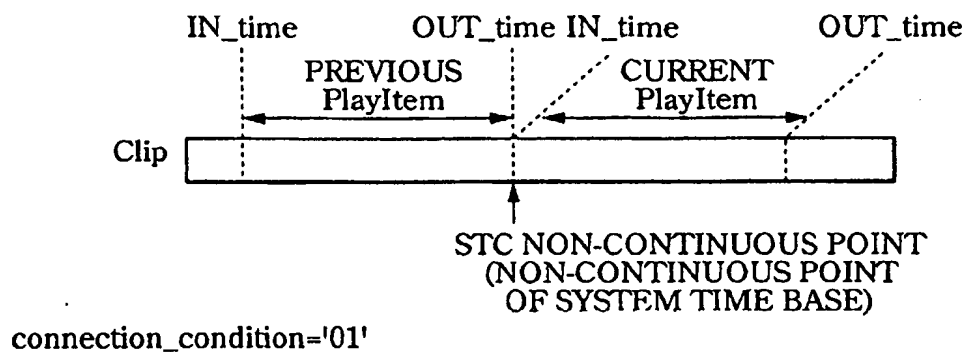 IN_time OUT_time IN_time OUT_time
PREVIOUS CURRENT
PlayItem PlayItem
Clip
STC NON-CONTINUOUS POINT
(NON-CONTINUOUS POINT
OF SYSTEM TIME BASE)
connection_condition='01'